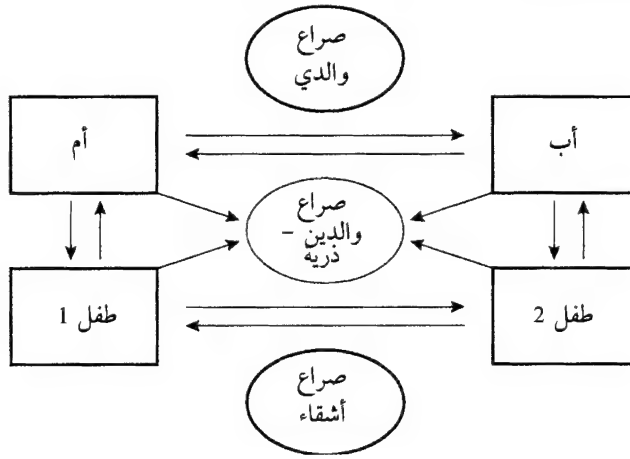 صراع
والدي
أب
أم
صراع
والدين –
ذريه
طفل 2
طفل 1
صراع
أشقاء